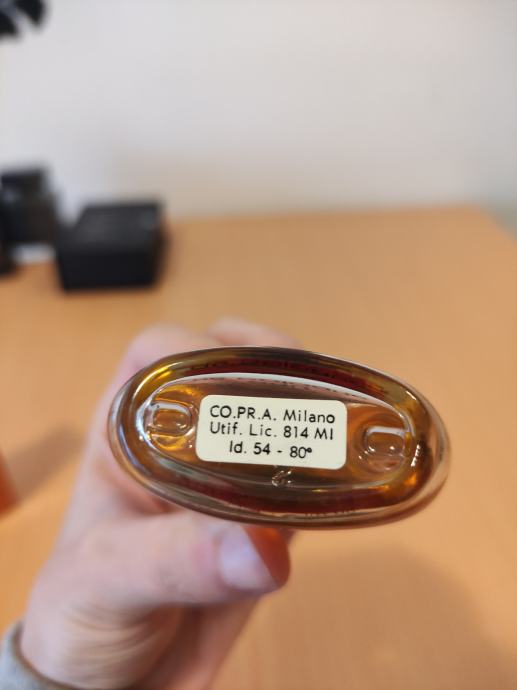 CO.PR.A. Milano
Utif. Lic. 814 MI
Id. 54 - 80°